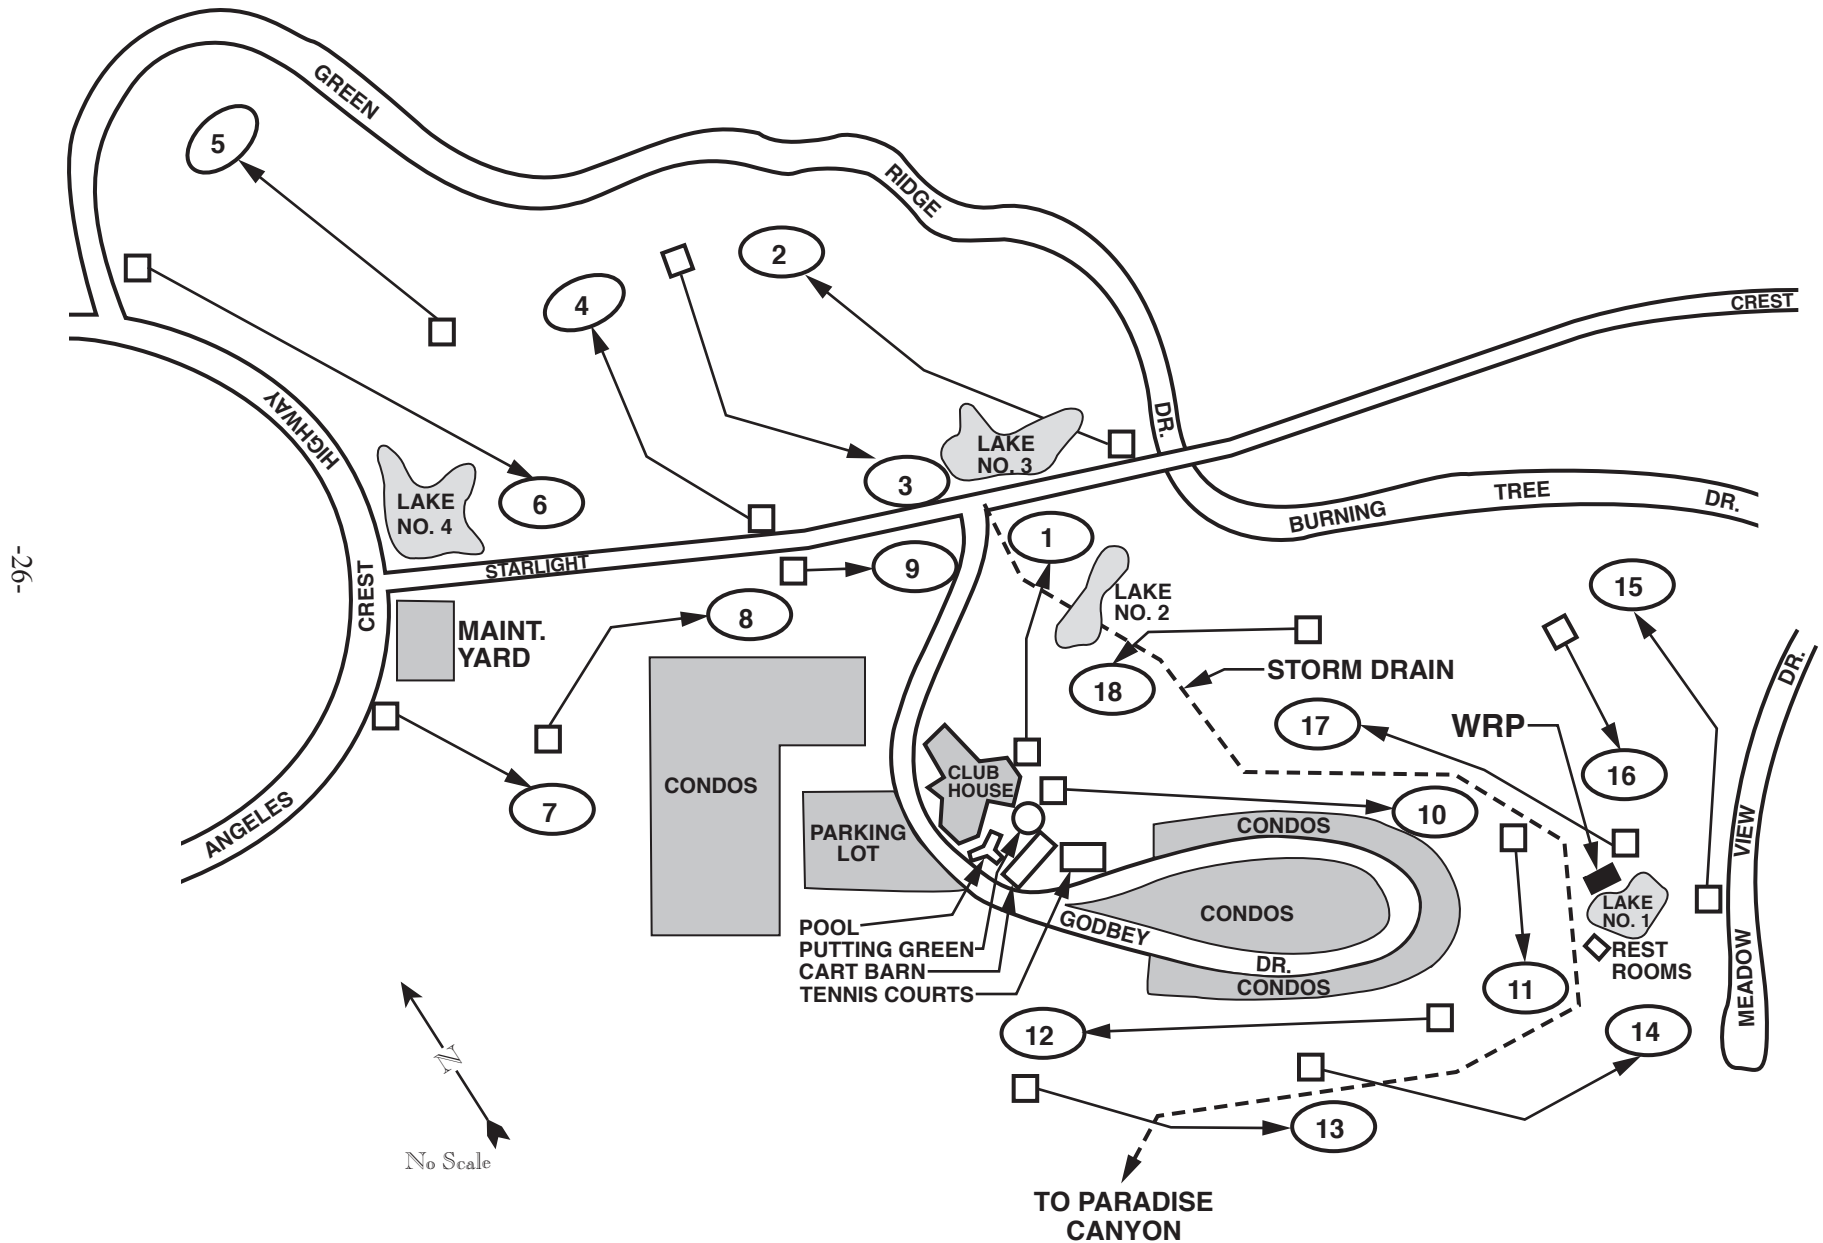 GREEN
5
RIDGE
2
4
CREST
HIGHWAY
DR.
LAKE
NO. 3
3
6
LAKE
NO. 4
TREE
DR.
BURNING
1
-26-
STARLIGHT
9
CREST
15
LAKE
NO. 2
8
MAINT.
YARD
DR.
STORM DRAIN
18
17
WRP
16
CLUB
HOUSE
CONDOS
7
ANGELES
10
CONDOS
PARKING
LOT
VIEW
CONDOS
LAKE
NO. 1
POOL
GODBEY
PUTTING GREEN
REST
ROOMS
CART BARN
DR.
MEADOW
TENNIS COURTS
CONDOS
11
12
14
N
13
No Scale
TO PARADISE
CANYON